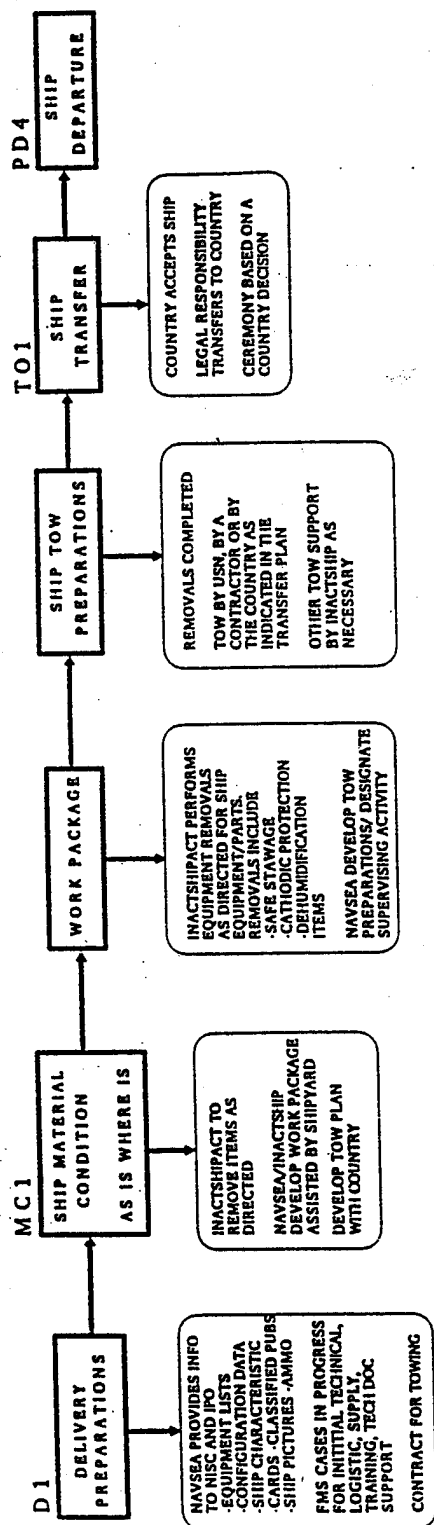 D1
DELIVERY
PREPARATIONS
NAVSEA PROVIDES INFO
TO NISC AND IPO
-EQUIPMENT LISTS
-CONFIGURATION DATA
-SHIP CHARACTERISTIC
-CARDS -CLASSIFIED PUBS
-SHIP PICTURES -AMMO
FMS CASES IN PROGRESS
FOR INITITIAL TECHNICAL,
LOGISTIC, SUPPLY,
TRAINING, TECH DOC
SUPPORT
CONTRACT FOR TOWING
MC1
SHIP MATERIAL
CONDITION
AS IS WHERE IS
INACTSHIPACT TO
REMOVE ITEMS AS
DIRECTED
NAVSEA/INACTSHIP
DEVELOP WORK PACKAGE
ASSISTED BY SHIPYARD
DEVELOP TOW PLAN
WITH COUNTRY
WORK PACKAGE
INACTSHIPACT PERFORMS
EQUIPMENT REMOVALS
AS DIRECTED FOR SHIP
EQUIPMENT/PARTS.
REMOVALS INCLUDE
-SAFE STAWAGE
-CATHODIC PROTECTION
-DEHUMIDIFICATION
ITEMS
NAVSEA DEVELOP TOW
PREPARATIONS/ DESIGNATE
SUPERVISING ACTIVITY
SHIP TOW
PREPARATIONS
REMOVALS COMPLETED
TOW BY USN, BY A
CONTRACTOR OR BY
THE COUNTRY AS
INDICATED IN THE
TRANSFER PLAN
OTHER TOW SUPPORT
BY INACTSHIP AS
NECESSARY
TO1
SHIP
TRANSFER
COUNTRY ACCEPTS SHIP
LEGAL RESPONSIBILITY
TRANSFERS TO COUNTRY
CEREMONY BASED ON A
COUNTRY DECISION
PD4
SHIP
DEPARTURE